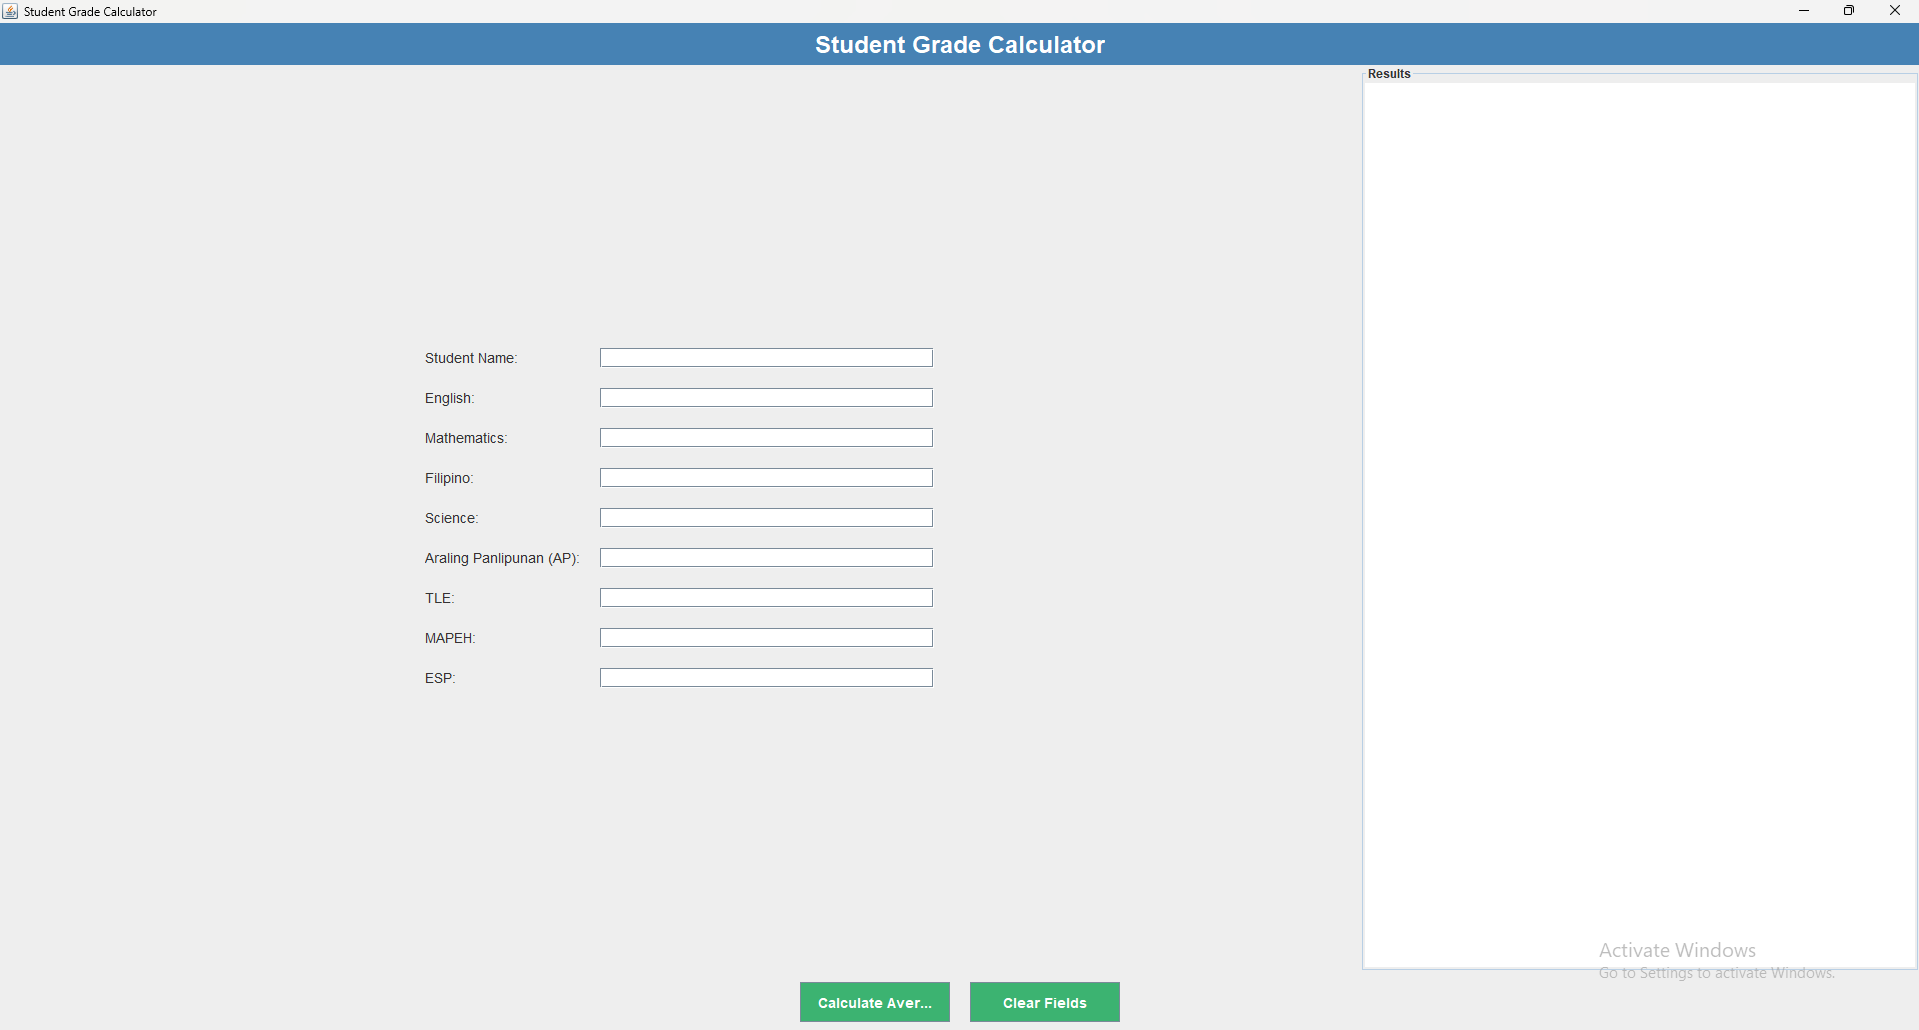 Student Grade Calculator
Student Grade Calculator
Results
Student Name:
English:
Mathematics:
Filipino:
Science:
Araling Panlipunan (AP):
TLE:
MAPEH:
ESP:
Activate Windows
Go to Settings to activate Windows.
Calculate Aver...
Clear Fields